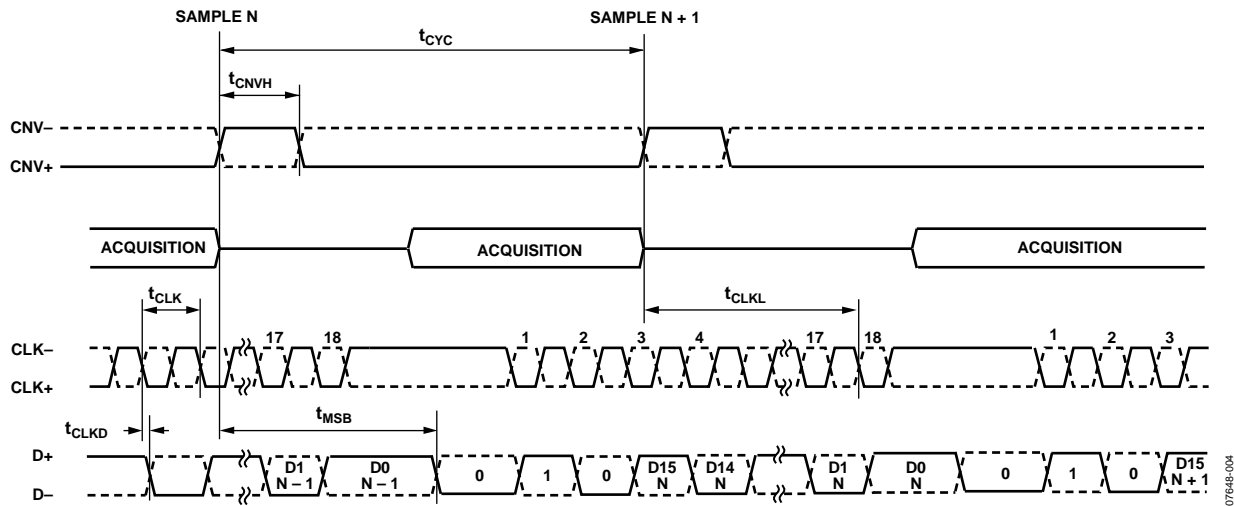 SAMPLE N SAMPLE N + 1
tCYC
tCNVH
CNV–
CNV+
ACQUISITION ACQUISITION ACQUISITION
tCLK tCLKL
17 18 1 2 3 4 17 18 1 2 3
CLK–
CLK+
tCLKD tMSB
D+
D1 N – 1 D0 N – 1 0 1 0 D15 N D14 N D1 N D0 N 0 1 0 D15 N + 1
D–
07648-004